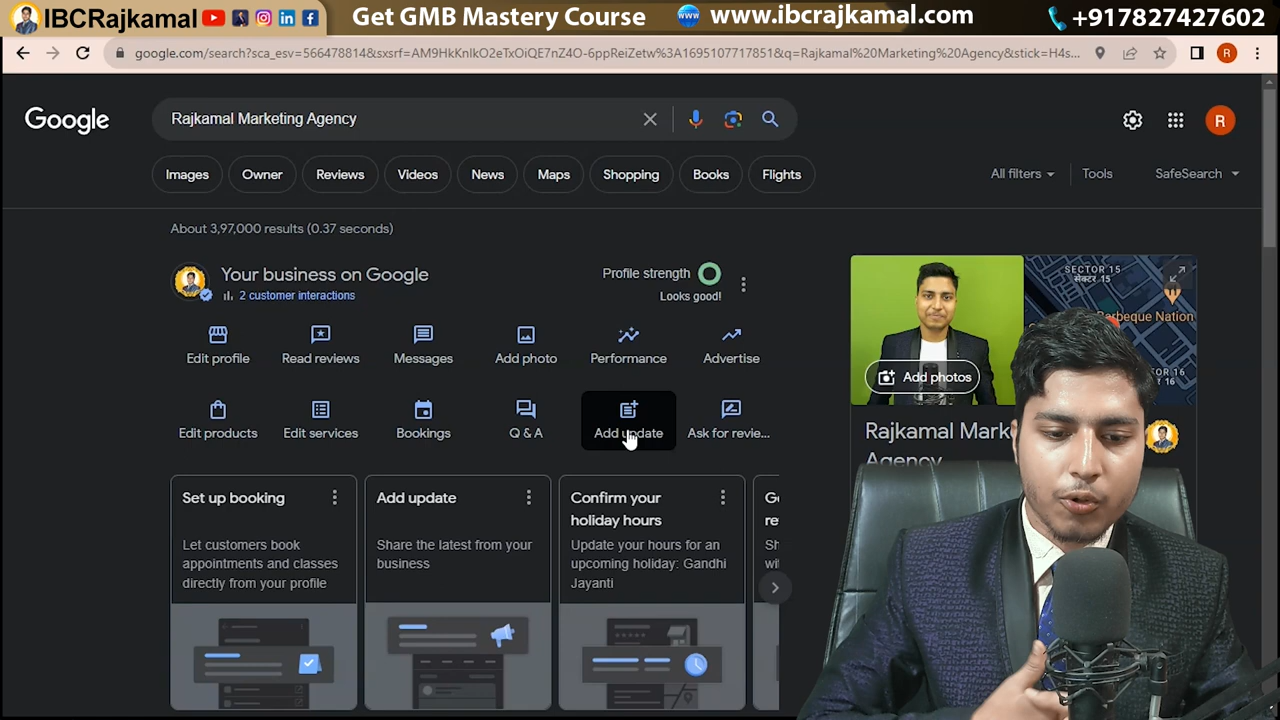 IBCRajkamal
Get GMB Mastery Course
www www.ibcrajkamal.com
+917827427602
google.com/search?sca_esv=566478814&sxsrf=AM9HkKnIkO2eTxOiQE7nZ4O-6ppReiZetw%3A1695107717851&q=Rajkamal%20Marketing%20Agency&stick=H4s...
R
Google
Rajkamal Marketing Agency
R
Images
Owner
Reviews
Videos
News
Maps
Shopping
Books
Flights
All filters
Tools
SafeSearch
About 3,97,000 results (0.37 seconds)
Your business on Google
2 customer interactions
Profile strength
Looks good!
Edit profile
Read reviews
Messages
Add photo
Performance
Advertise
Edit products
Edit services
Bookings
Q & A
Add update
Ask for revie...
Set up booking
Let customers book
appointments and classes
directly from your profile
Add update
Share the latest from your
business
Confirm your
holiday hours
Update your hours for an
upcoming holiday: Gandhi
Jayanti
SECTOR 15
सेक्टर 15
Barbeque Nation
Add photos
Rajkamal Mark
Agency